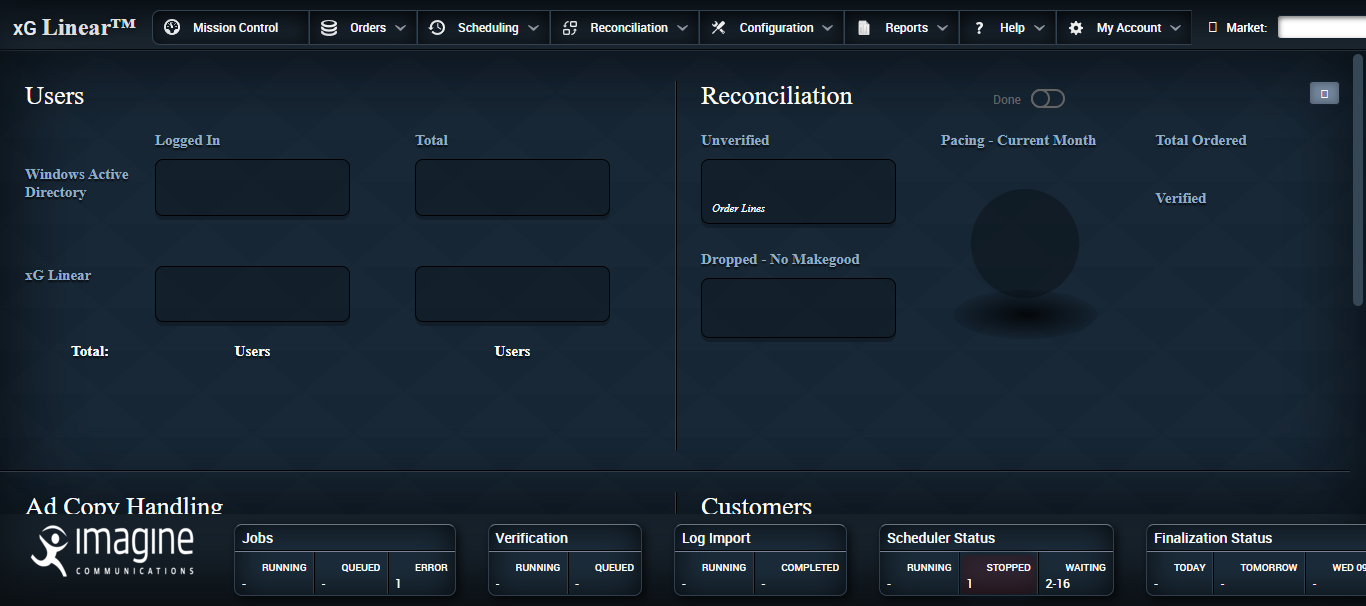 xG Linear™ Mission Control Orders Scheduling Reconciliation Configuration Reports ? Help My Account Market:
Users
Logged In Total
Windows Active
Directory
xG Linear
Total: Users Users
Reconciliation Done
Unverified Pacing - Current Month Total Ordered
Order Lines
Verified
Dropped - No Makegood
Ad Copy Handling
Customers
imagine
COMMUNICATIONS
Jobs
RUNNING QUEUED ERROR
- - 1
Verification
RUNNING QUEUED
- -
Log Import
RUNNING COMPLETED
- -
Scheduler Status
RUNNING STOPPED WAITING
- 1 2-16
Finalization Status
TODAY TOMORROW WED 09
- - -